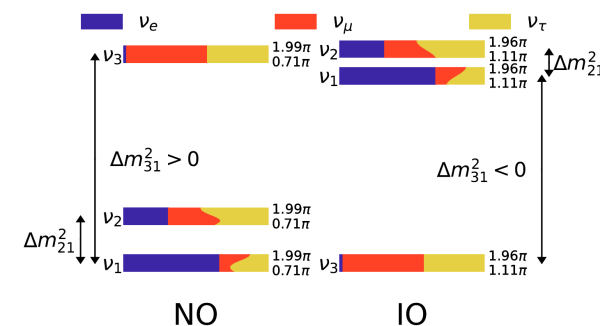 νe νμ ντ
ν3 1.99π
0.71π
ν2 1.96π
1.11π
ν1 1.96π
1.11π
Δm²21
Δm²31 > 0
Δm²31 < 0
ν2 1.99π
0.71π
Δm²21
ν1 1.99π
0.71π
ν3 1.96π
1.11π
NO IO